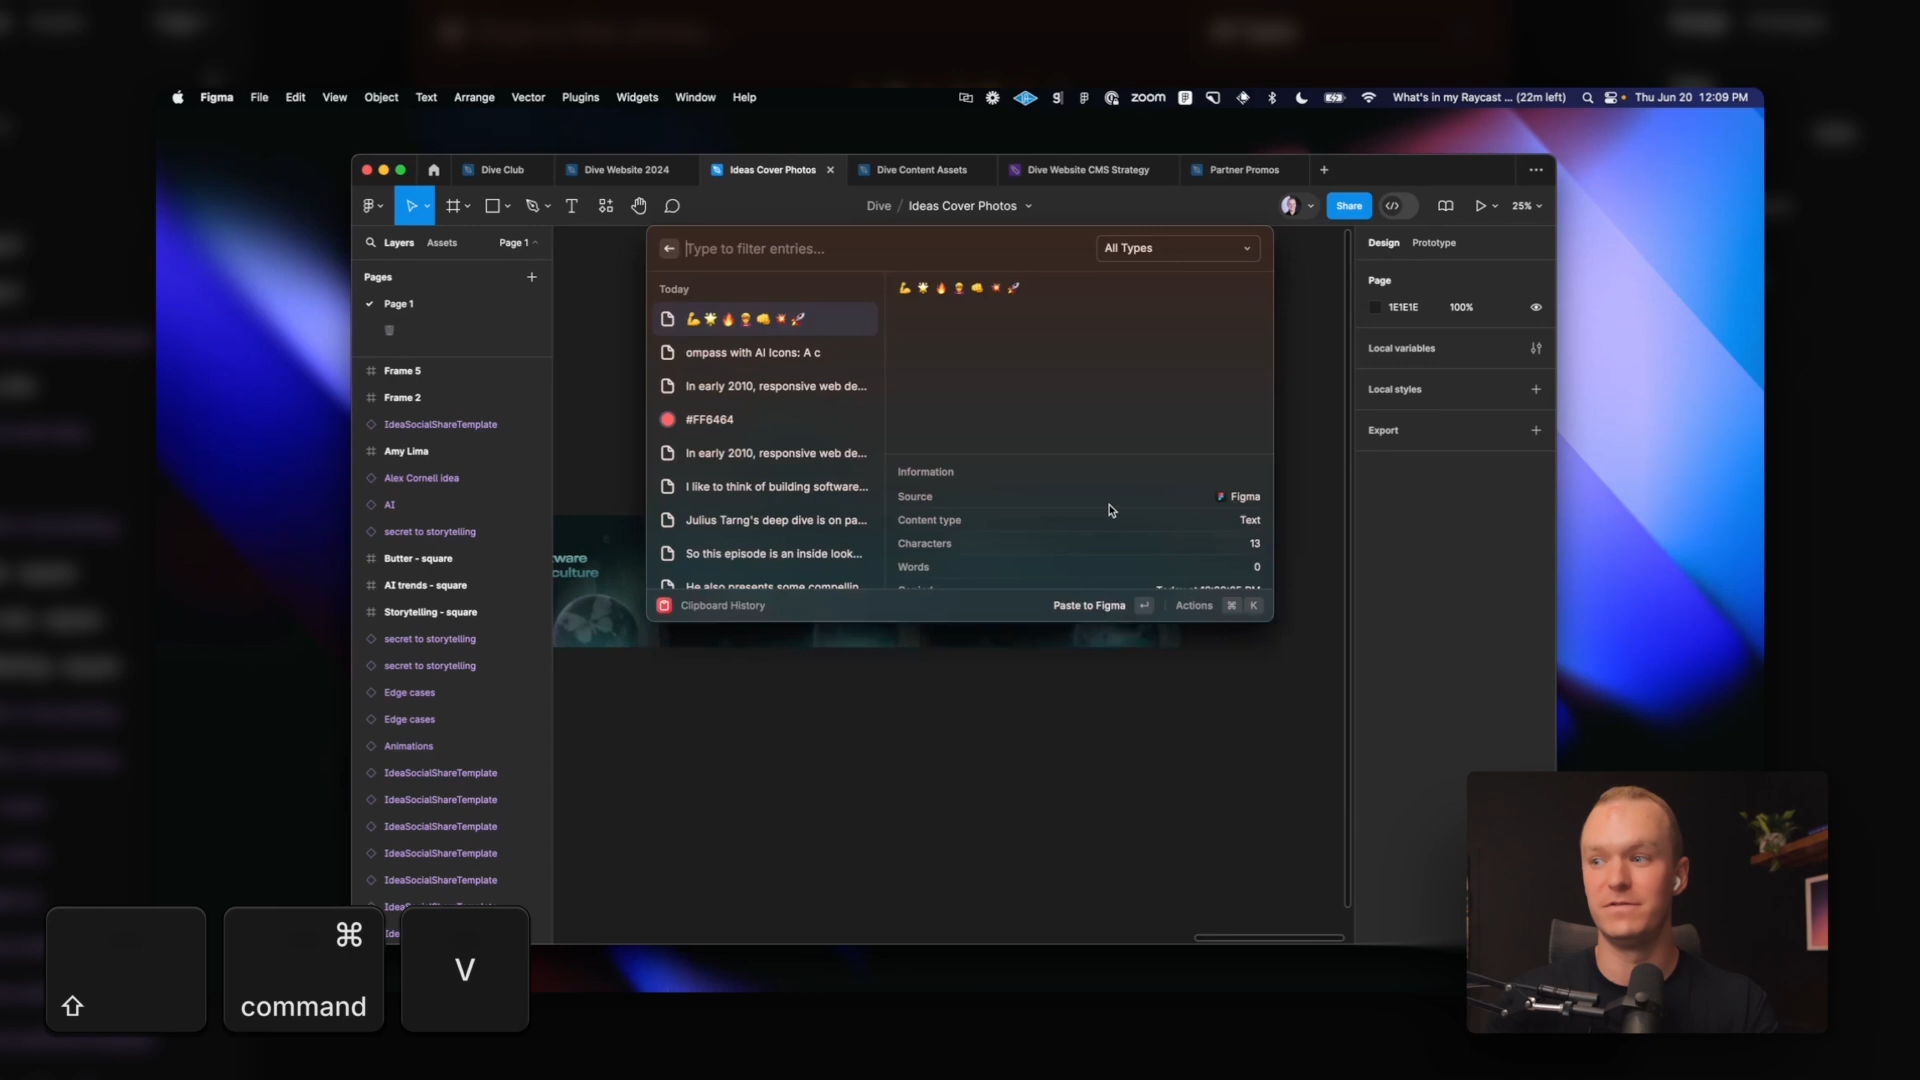 Figma File Edit View Object Text Arrange Vector Plugins Widgets Window Help
zoom What's in my Raycast ... (22m left) Thu Jun 20 12:09 PM
Dive Club Dive Website 2024 Ideas Cover Photos Dive Content Assets Dive Website CMS Strategy Partner Promos
Dive / Ideas Cover Photos
Share
25%
Layers Assets Page 1
Pages
Page 1
Frame 5
Frame 2
IdeaSocialShareTemplate
Amy Lima
Alex Cornell idea
AI
secret to storytelling
Butter - square
AI trends - square
Storytelling - square
secret to storytelling
secret to storytelling
Edge cases
Edge cases
Animations
IdeaSocialShareTemplate
IdeaSocialShareTemplate
IdeaSocialShareTemplate
IdeaSocialShareTemplate
IdeaSocialShareTemplate
Type to filter entries...
All Types
Today
💪 🌟 🔥 👊 💥 🚀
ompass with AI Icons: A c
In early 2010, responsive web de...
#FF6464
In early 2010, responsive web de...
I like to think of building software...
Julius Tarng's deep dive is on pa...
So this episode is an inside look...
He also presents some compellin
💪 🌟 🔥 👊 💥 🚀
Information
Source Figma
Content type Text
Characters 13
Words 0
Clipboard History
Paste to Figma
Actions ⌘ K
tware
culture
Design Prototype
Page
1E1E1E 100%
Local variables
Local styles
Export
⇧
⌘
command
V